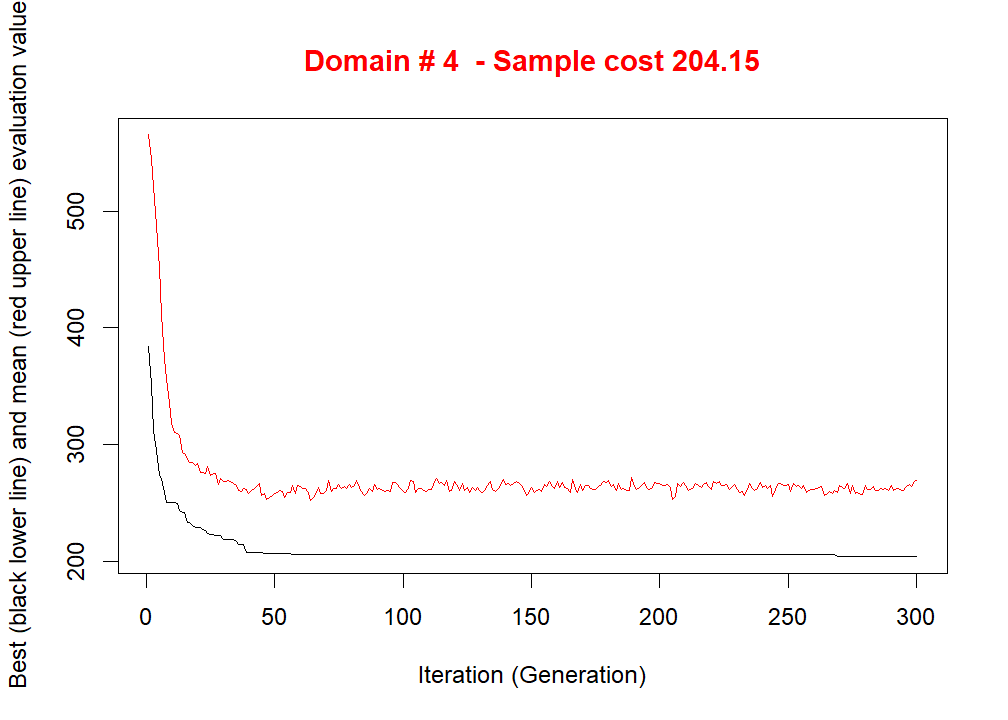 Domain # 4  - Sample cost 204.15
Best (black lower line) and mean (red upper line) evaluation value
500
400
300
200
0 50 100 150 200 250 300
Iteration (Generation)